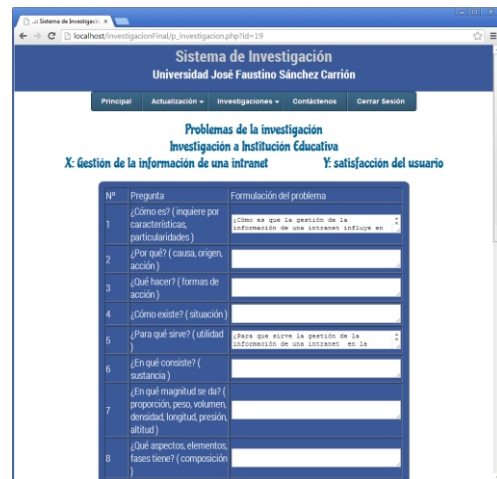 ..: Sistema de Investigació
localhost/investigacionFinal/p_investigacion.php?id=19
Sistema de Investigación
Universidad José Faustino Sánchez Carrión
Principal Actualización Investigaciones Contáctenos Cerrar Sesión
Problemas de la investigación
Investigación a Institución Educativa
X: Gestión de la información de una intranet Y: satisfacción del usuario
Nº Pregunta Formulación del problema
1 ¿Cómo es? ( inquiere por
características,
particularidades )
¿Cómo es que la gestión de la
información de una intranet influye en
2 ¿Por qué? ( causa, origen,
acción )
3 ¿Qué hacer? ( formas de
acción )
4 ¿Cómo existe? ( situación )
5 ¿Para qué sirve? ( utilidad
)
¿Para que sirve la gestión de la
información de una intranet en la
6 ¿En qué consiste? (
sustancia )
7 ¿En qué magnitud se da? (
proporción, peso, volumen,
densidad, longitud, presión,
altitud )
8 ¿Qué aspectos, elementos,
fases tiene? ( composición
)